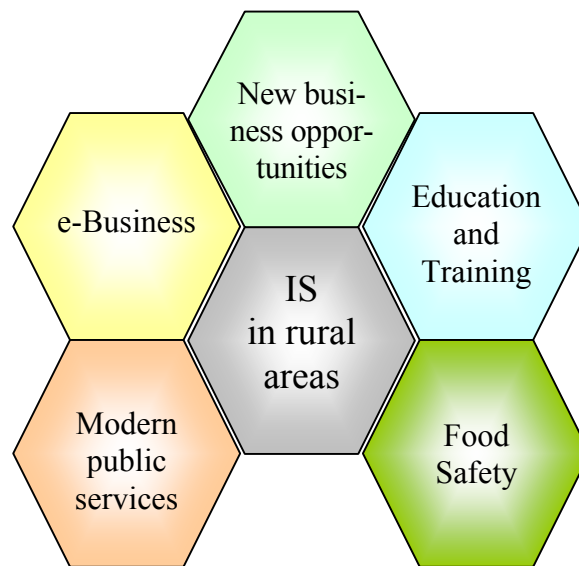 New busi-
ness oppor-
tunities
e-Business
Education
and
Training
IS
in rural
areas
Modern
public
services
Food
Safety